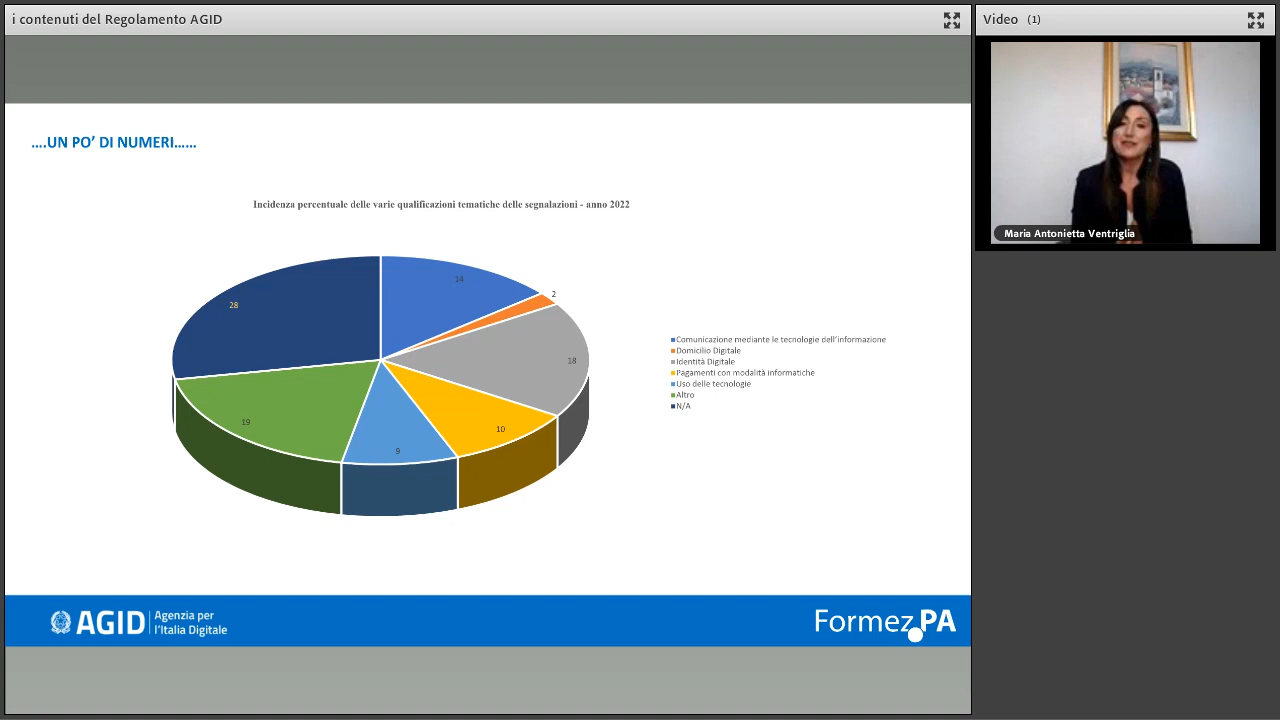 i contenuti del Regolamento AGID
Video (1)
Maria Antonietta Ventriglia
....UN PO’ DI NUMERI……
Incidenza percentuale delle varie qualificazioni tematiche delle segnalazioni - anno 2022
14
2
28
18
19
10
9
Comunicazione mediante le tecnologie dell’informazione
Domicilio Digitale
Identità Digitale
Pagamenti con modalità informatiche
Uso delle tecnologie
Altro
N/A
AGID
Agenzia per
l’Italia Digitale
Formez PA